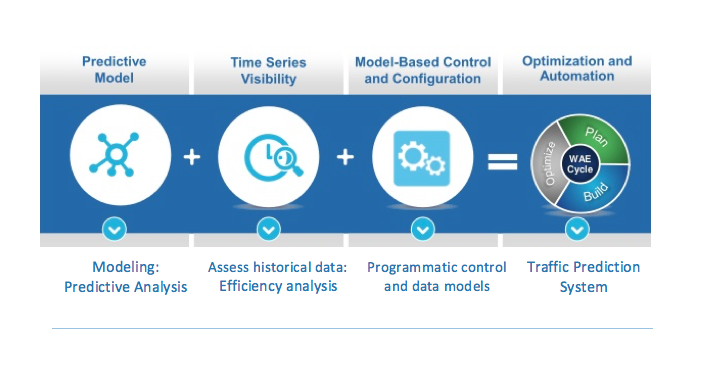 Predictive
Model
Time Series
Visibility
Model-Based Control
and Configuration
Optimization and
Automation
Plan
Optimize
WAE
Cycle
Build
Modeling:
Predictive Analysis
Assess historical data:
Efficiency analysis
Programmatic control
and data models
Traffic Prediction
System